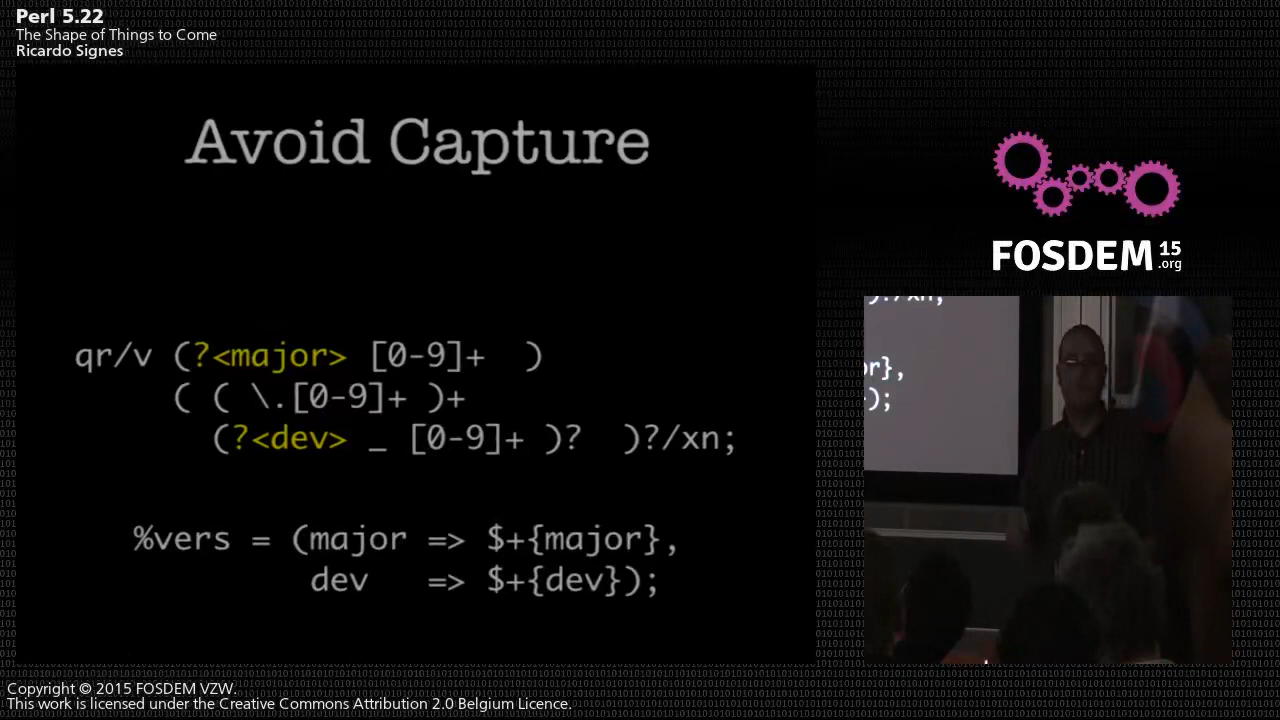 Perl 5.22
The Shape of Things to Come
Ricardo Signes
Avoid Capture
qr/v (?<major> [0-9]+ )
( ( \.[0-9]+ )+
(?<dev> _ [0-9]+ )? )?/xn;
%vers = (major => $+{major},
dev => $+{dev});
FOSDEM 15
.org
)?/xn;
or},
);
Copyright © 2015 FOSDEM VZW.
This work is licensed under the Creative Commons Attribution 2.0 Belgium Licence.